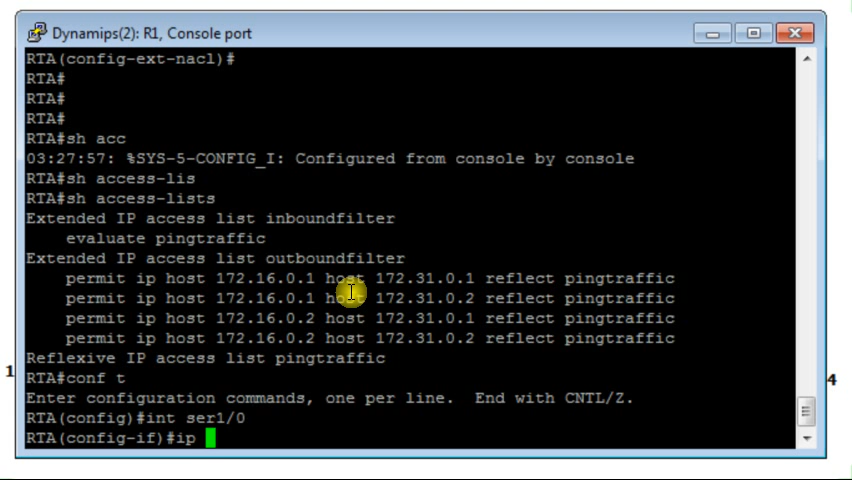 Dynamips(2): R1, Console port
RTA(config-ext-nacl)#
RTA#
RTA#
RTA#
RTA#sh acc
03:27:57: %SYS-5-CONFIG_I: Configured from console by console
RTA#sh access-lis
RTA#sh access-lists
Extended IP access list inboundfilter
    evaluate pingtraffic
Extended IP access list outboundfilter
    permit ip host 172.16.0.1 host 172.31.0.1 reflect pingtraffic
    permit ip host 172.16.0.1 host 172.31.0.2 reflect pingtraffic
    permit ip host 172.16.0.2 host 172.31.0.1 reflect pingtraffic
    permit ip host 172.16.0.2 host 172.31.0.2 reflect pingtraffic
Reflexive IP access list pingtraffic
1
RTA#conf t
4
Enter configuration commands, one per line.  End with CNTL/Z.
RTA(config)#int ser1/0
RTA(config-if)#ip